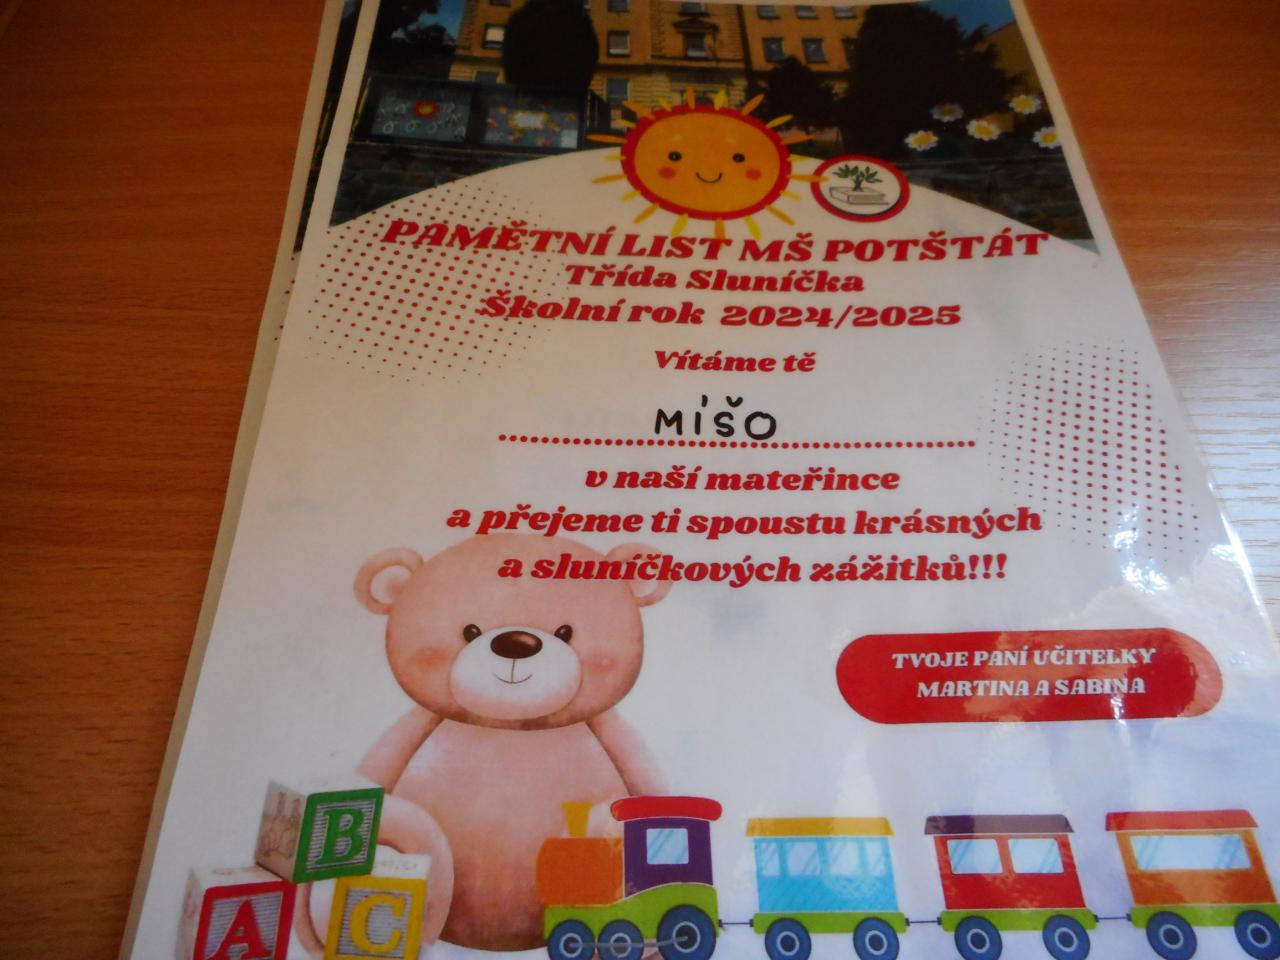 PAMĚTNÍ LIST MŠ POTŠTÁT
Třída Sluníčka
Školní rok 2024/2025
Vítáme tě
MÍŠO
v naší mateřince
a přejeme ti spoustu krásných
a sluníčkových zážitků!!!
TVOJE PANÍ UČITELKY
MARTINA A SABINA
B
A C